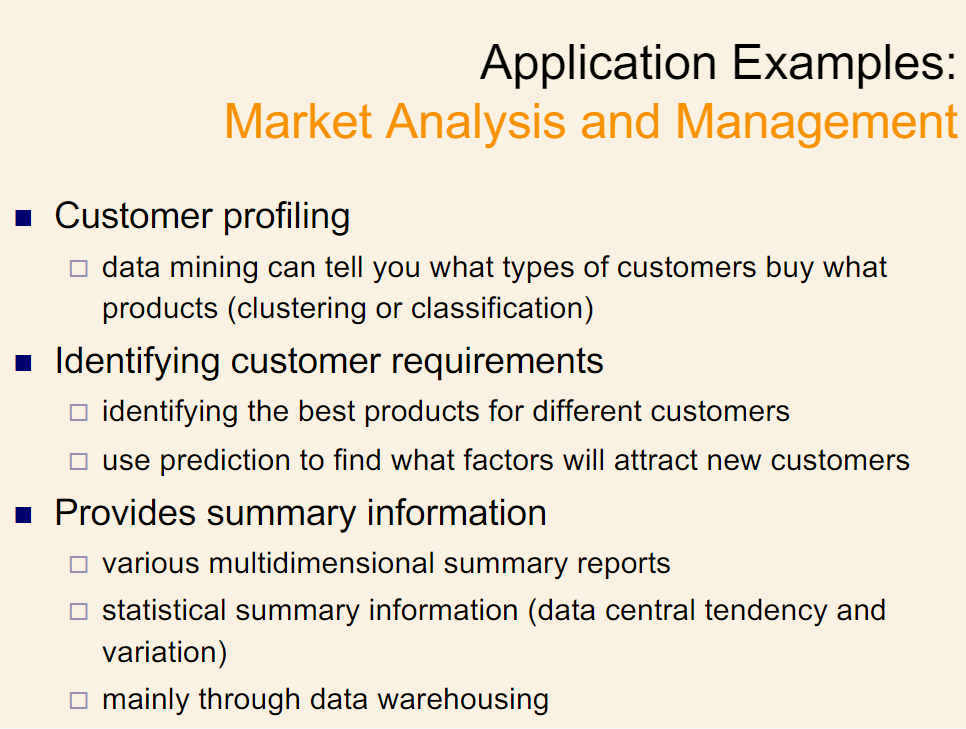 Application Examples:
Market Analysis and Management
Customer profiling
data mining can tell you what types of customers buy what
products (clustering or classification)
Identifying customer requirements
identifying the best products for different customers
use prediction to find what factors will attract new customers
Provides summary information
various multidimensional summary reports
statistical summary information (data central tendency and
variation)
mainly through data warehousing